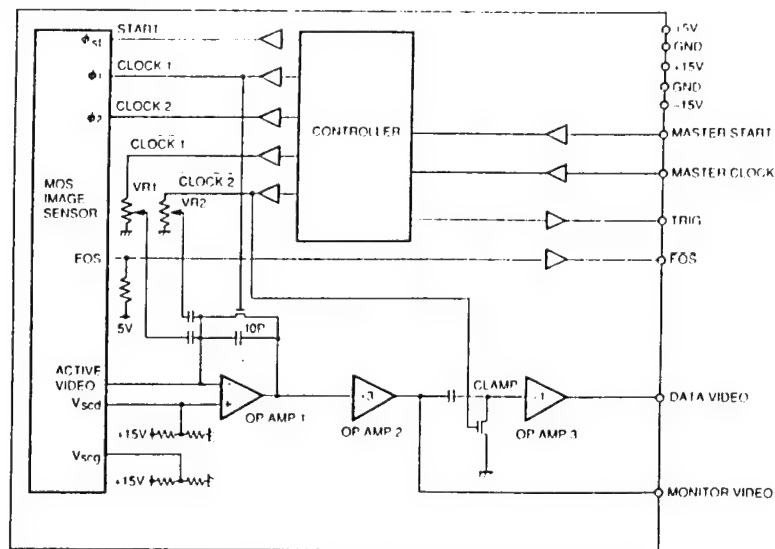 START
φst
CLOCK 1
φ1
CLOCK 2
φ2
CLOCK 1
VR1
CLOCK 2
VR2
MOS
IMAGE
SENSOR
EOS
5V
10P
ACTIVE
VIDEO
Vscd
+15V
Vscg
+15V
CONTROLLER
-
+
OP AMP 1
OP AMP 2
CLAMP
OP AMP 3
+5V
GND
+15V
GND
-15V
MASTER START
MASTER CLOCK
TRIG
EOS
DATA VIDEO
MONITOR VIDEO